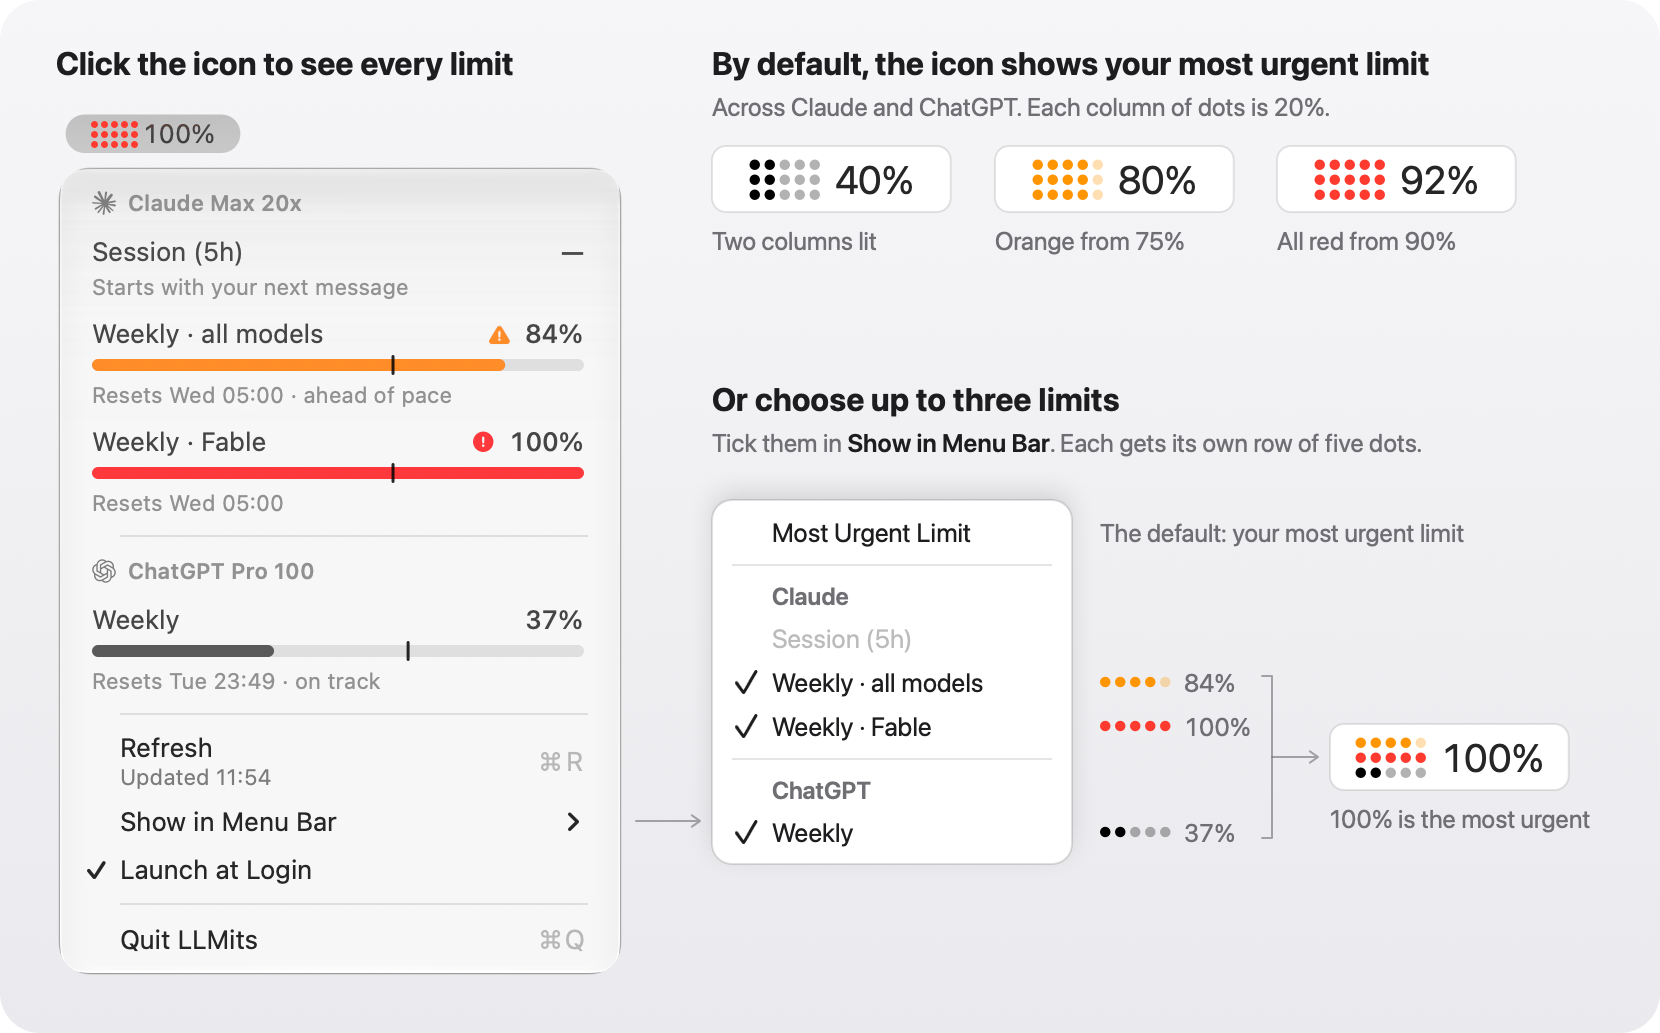 Click the icon to see every limit
100%
Claude Max 20x
Session (5h) —
Starts with your next message
Weekly · all models 84%
Resets Wed 05:00 · ahead of pace
Weekly · Fable 100%
Resets Wed 05:00
ChatGPT Pro 100
Weekly 37%
Resets Tue 23:49 · on track
Refresh ⌘ R
Updated 11:54
Show in Menu Bar
Launch at Login
Quit LLMits ⌘ Q
By default, the icon shows your most urgent limit
Across Claude and ChatGPT. Each column of dots is 20%.
40%
Two columns lit
80%
Orange from 75%
92%
All red from 90%
Or choose up to three limits
Tick them in Show in Menu Bar. Each gets its own row of five dots.
Most Urgent Limit
The default: your most urgent limit
Claude
Session (5h)
Weekly · all models
84%
Weekly · Fable
100%
ChatGPT
Weekly
37%
100%
100% is the most urgent